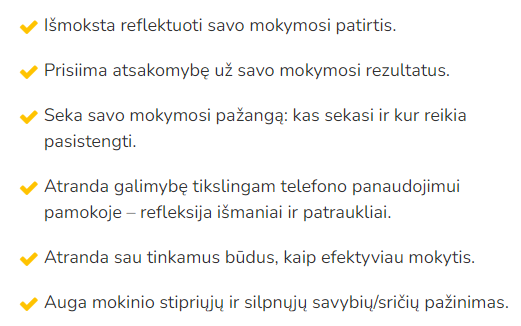 Išmoksta reflektuoti savo mokymosi patirtis.
Prisiima atsakomybę už savo mokymosi rezultatus.
Seka savo mokymosi pažangą: kas sekasi ir kur reikia
pasistengti.
Atranda galimybę tikslingam telefono panaudojimui
pamokoje – refleksija išmaniai ir patraukliai.
Atranda sau tinkamus būdus, kaip efektyviau mokytis.
Auga mokinio stipriųjų ir silpnųjų savybių/sričių pažinimas.